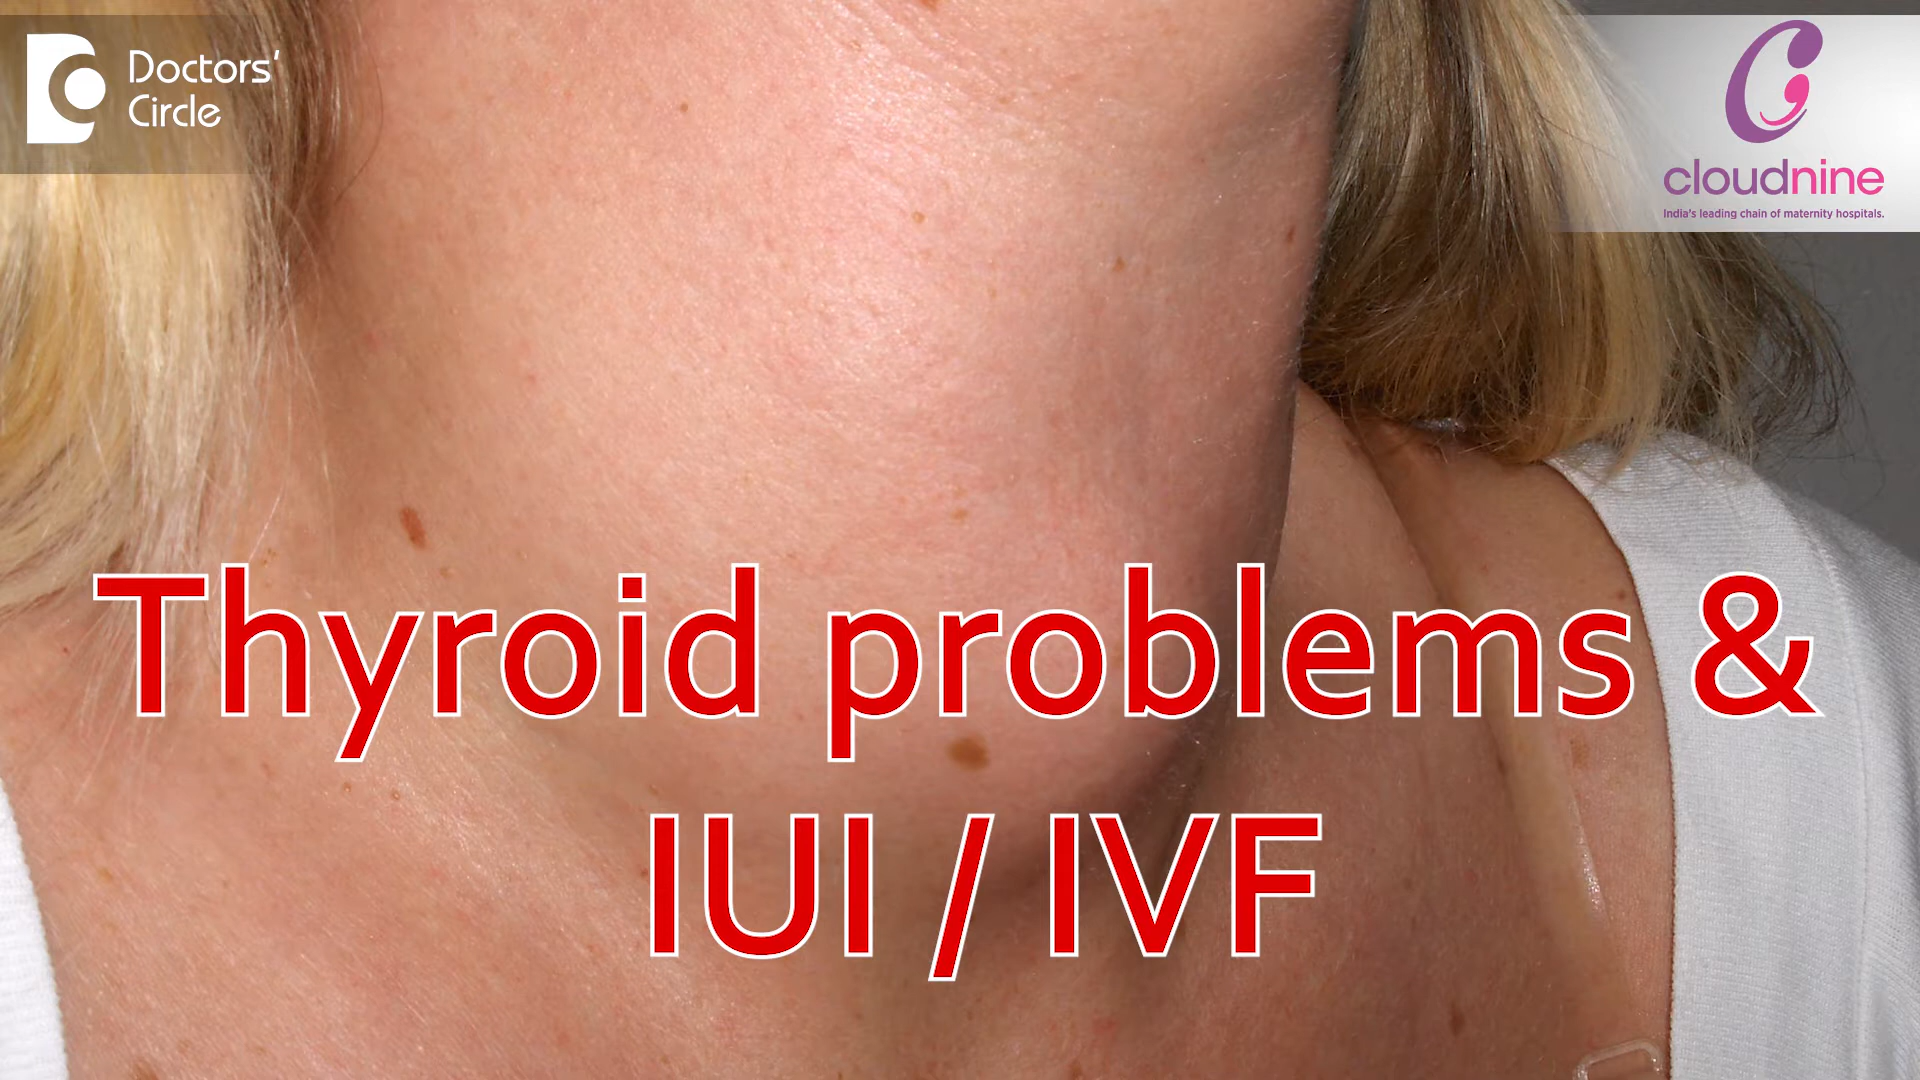 Doctors'
Circle
cloudnine
India's leading chain of maternity hospitals.
Thyroid problems &
IUI / IVF